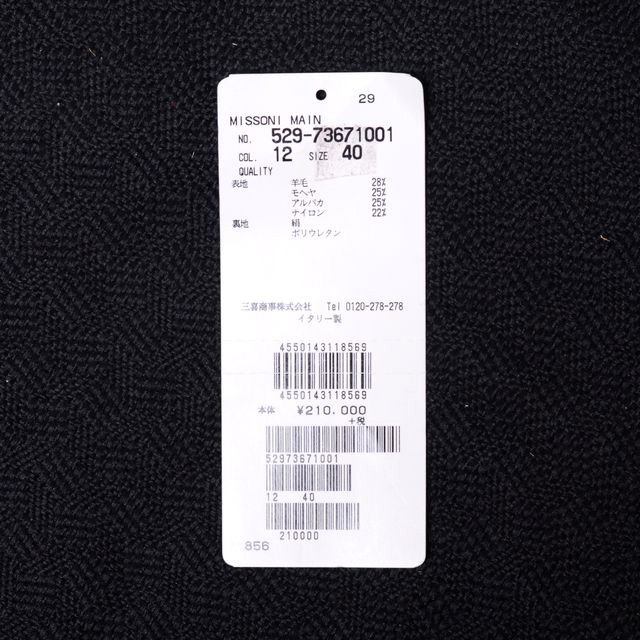 29
MISSONI MAIN
NO. 529-73671001
COL. 12 SIZE 40
QUALITY
表地 羊毛 28%
モヘヤ 25%
アルパカ 25%
ナイロン 22%
裏地 絹
ポリウレタン
三喜商事株式会社 Tel 0120-278-278
イタリー製
4550143118569
4550143118569
本体 ¥210.000
+税
52973671001
12 40
210000
856